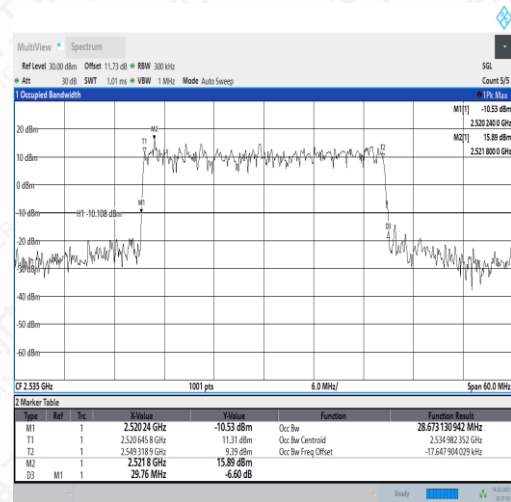 MultiView Spectrum
Ref Level 30.00 dBm Offset 11.73 dB RBW 300 kHz SGL
Att 30 dB SWT 1.01 ms VBW 1 MHz Mode Auto Sweep Count 5/5
1 Occupied Bandwidth 1Pk Max
M1[1] -10.53 dBm
2.520 240 0 GHz
M2[1] 15.89 dBm
2.521 800 0 GHz
20 dBm
M2
T1
T2
10 dBm
0 dBm
M1
-10 dBm
H1 -10.108 dBm
D3
-20 dBm
-30 dBm
-40 dBm
-50 dBm
-60 dBm
CF 2.535 GHz 1001 pts 6.0 MHz/ Span 60.0 MHz
2 Marker Table
Type Ref Trc X-Value Y-Value Function Function Result
M1 1 2.520 24 GHz -10.53 dBm Occ Bw 28.673 130 942 MHz
T1 1 2.520 645 8 GHz 11.31 dBm Occ Bw Centroid 2.534 982 352 GHz
T2 1 2.549 318 9 GHz 9.39 dBm Occ Bw Freq Offset -17.647 904 029 kHz
M2 1 2.521 8 GHz 15.89 dBm
D3 M1 1 29.76 MHz -6.60 dB
Ready